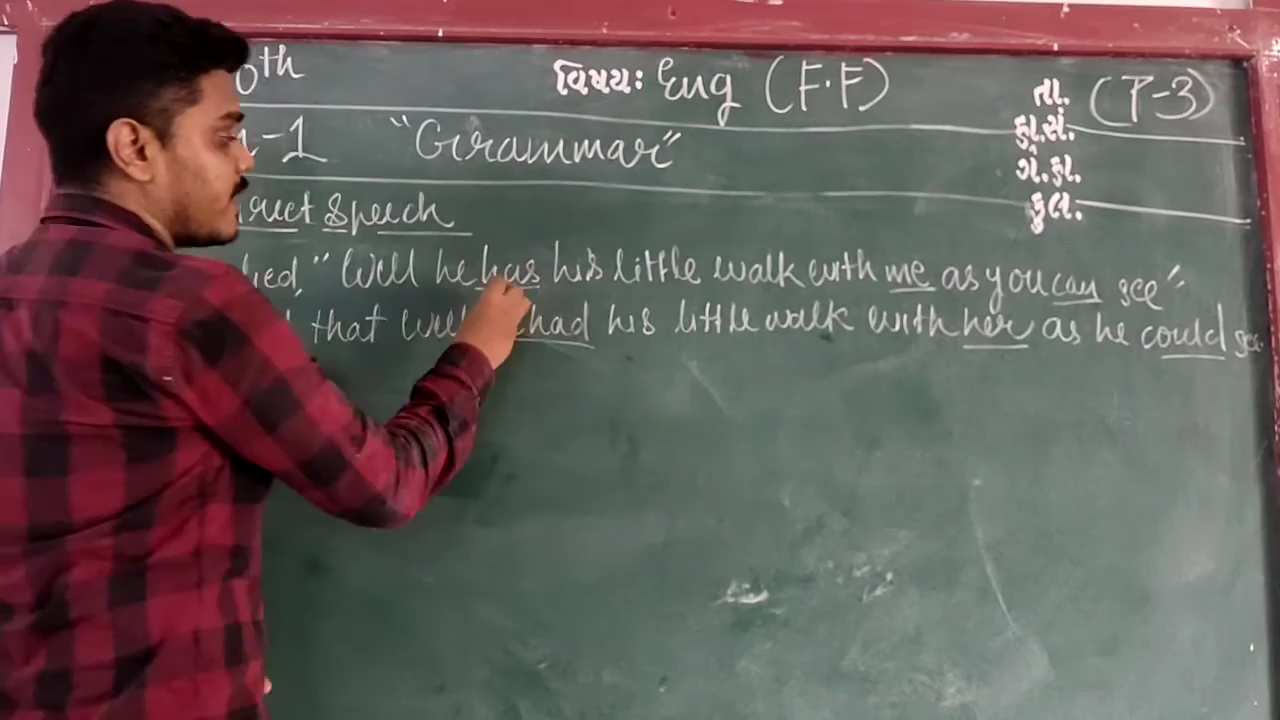 0th વિષય: Eng (F.F) તા. (P-3)
-1 "Grammar" હા.સં.
ગે.હા.
rect Speech કુલ.
ied, "Well he has his little walk with me as you can see"
that well had his little walk with her as he could see.